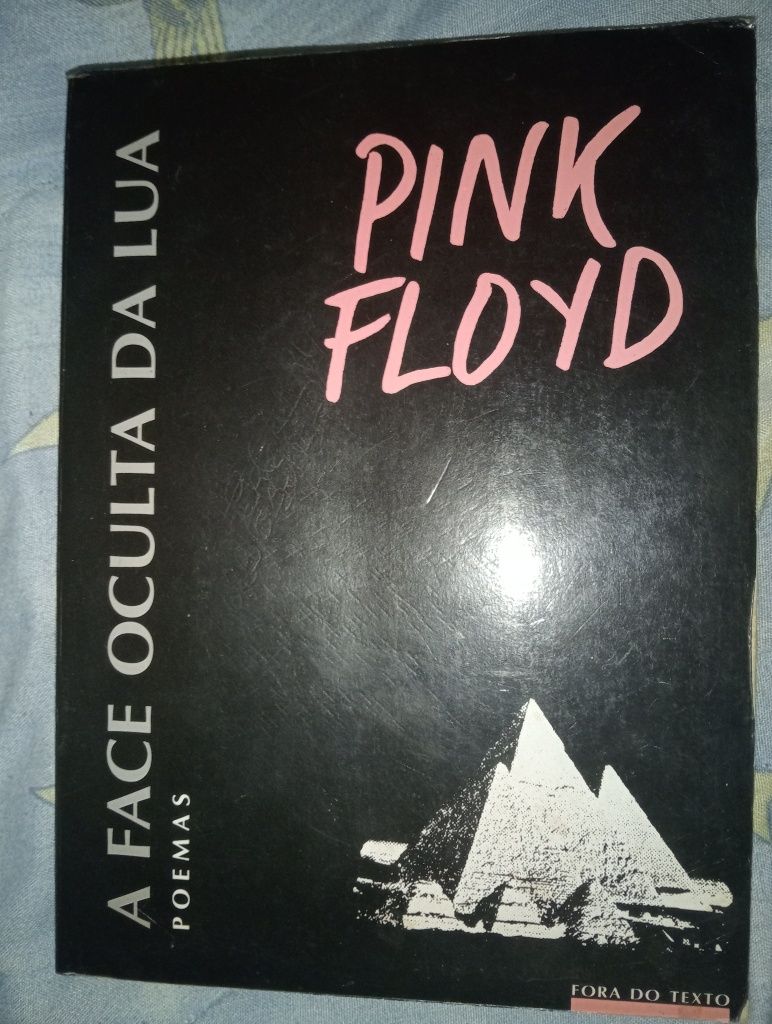 PINK
FLOYD
A FACE OCULTA DA LUA
POEMAS
FORA DO TEXTO